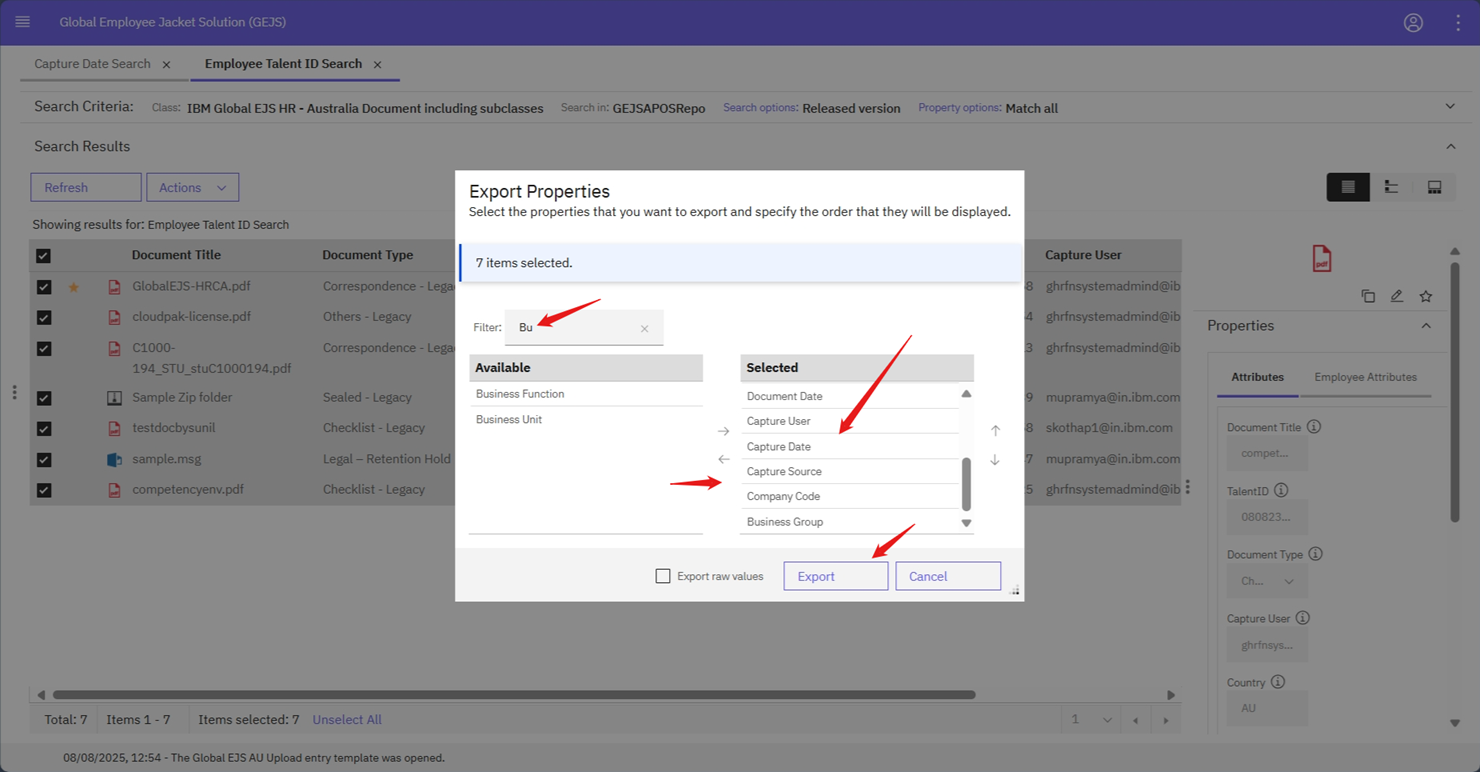 Global Employee Jacket Solution (GEJS)
Capture Date Search
Employee Talent ID Search
Search Criteria: Class: IBM Global EJS HR - Australia Document including subclasses Search in: GEJSAPOSRepo Search options: Released version Property options: Match all
Search Results
Refresh
Actions
Showing results for: Employee Talent ID Search
Document Title Document Type Capture User
GlobalEJS-HRCA.pdf Correspondence - Lega 8 ghrfnsystemadmind@ib
cloudpak-license.pdf Others - Legacy 4 ghrfnsystemadmind@ib
C1000-
194_STU_stuC1000194.pdf Correspondence - Lega 3 ghrfnsystemadmind@ib
Sample Zip folder Sealed - Legacy 9 mupramya@in.ibm.com
testdocbysunil Checklist - Legacy 8 skothap1@in.ibm.com
sample.msg Legal – Retention Hold 7 mupramya@in.ibm.com
competencyenv.pdf Checklist - Legacy 5 ghrfnsystemadmind@ib
Export Properties
Select the properties that you want to export and specify the order that they will be displayed.
7 items selected.
Filter: Bu
Available
Business Function
Business Unit
Selected
Document Date
Capture User
Capture Date
Capture Source
Company Code
Business Group
Export raw values
Export
Cancel
pdf
Properties
Attributes
Employee Attributes
Document Title
compet...
TalentID
080823...
Document Type
Ch...
Capture User
ghrfnsys...
Country
AU
Total: 7 Items 1 - 7 Items selected: 7 Unselect All 1
08/08/2025, 12:54 - The Global EJS AU Upload entry template was opened.